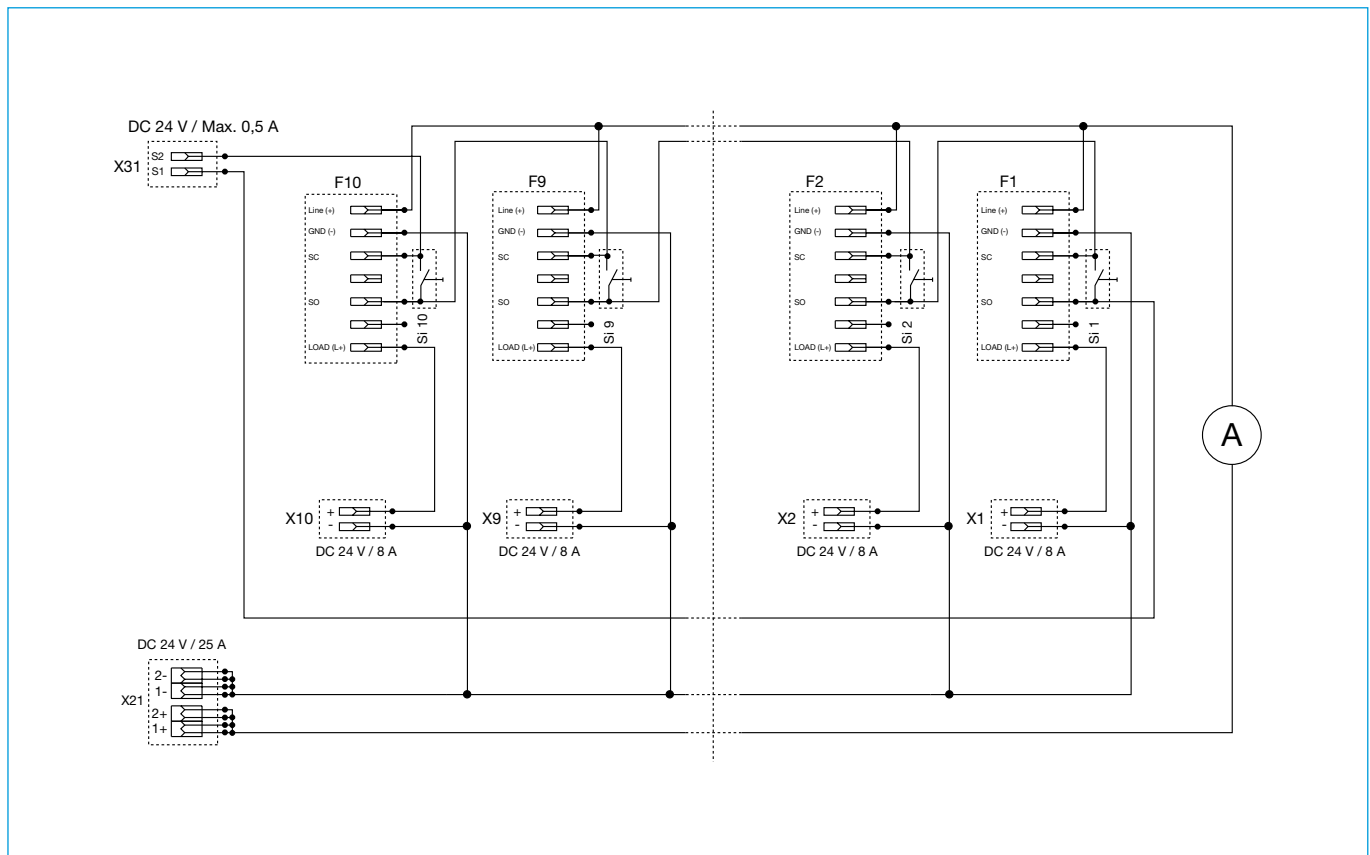 DC 24 V / Max. 0,5 A
X31
S2
S1
F10
Line (+)
GND (-)
SC
SO
LOAD (L+)
Si 10
F9
Line (+)
GND (-)
SC
SO
LOAD (L+)
Si 9
F2
Line (+)
GND (-)
SC
SO
LOAD (L+)
Si 2
F1
Line (+)
GND (-)
SC
SO
LOAD (L+)
Si 1
A
X10
+
-
DC 24 V / 8 A
X9
+
-
DC 24 V / 8 A
X2
+
-
DC 24 V / 8 A
X1
+
-
DC 24 V / 8 A
DC 24 V / 25 A
X21
2-
1-
2+
1+